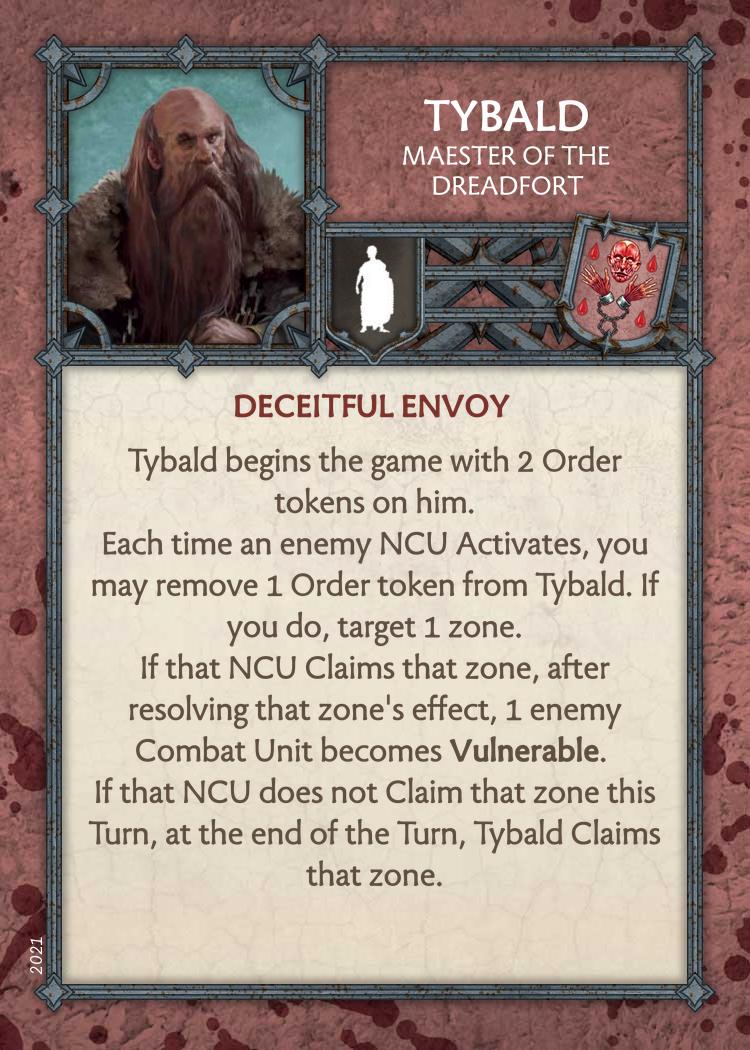 TYBALD
MAESTER OF THE
DREADFORT
DECEITFUL ENVOY
Tybald begins the game with 2 Order
tokens on him.
Each time an enemy NCU Activates, you
may remove 1 Order token from Tybald. If
you do, target 1 zone.
If that NCU Claims that zone, after
resolving that zone's effect, 1 enemy
Combat Unit becomes Vulnerable.
If that NCU does not Claim that zone this
Turn, at the end of the Turn, Tybald Claims
that zone.
2021